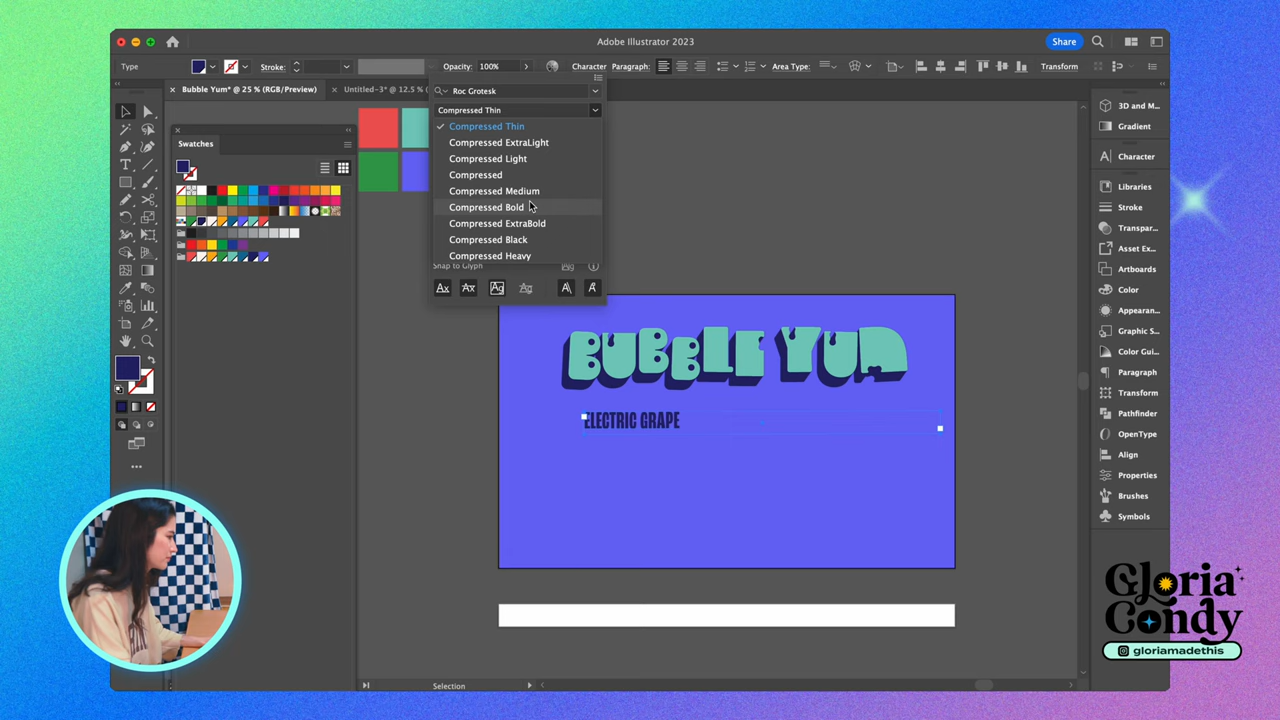 Adobe Illustrator 2023
Share
Type
Stroke:
Opacity:
100%
Character
Paragraph:
Area Type:
Transform
Bubble Yum* @ 25 % (RGB/Preview)
Untitled-3* @ 12.5 % (
Roc Grotesk
Compressed Thin
Compressed Thin
Compressed ExtraLight
Compressed Light
Compressed
Compressed Medium
Compressed Bold
Compressed ExtraBold
Compressed Black
Compressed Heavy
Snap to Glyph
Swatches
BUBBLE YUM
ELECTRIC GRAPE
3D and M
Gradient
Character
Libraries
Stroke
Transpar...
Asset Ex...
Artboards
Color
Appearan...
Graphic S...
Color Gui...
Paragraph
Transform
Pathfinder
OpenType
Align
Properties
Brushes
Symbols
Selection
Gloria
Condy
gloriamadethis